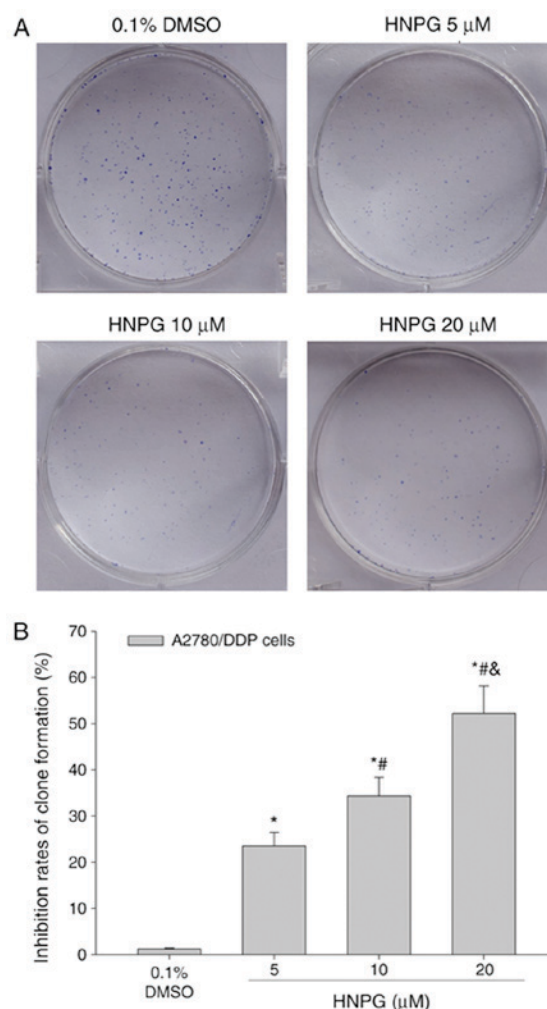 A
0.1% DMSO
HNPG 5 μM
HNPG 10 μM
HNPG 20 μM
B
A2780/DDP cells
Inhibition rates of clone formation (%)
70
60
50
40
30
20
10
0
*
*#
*#&
0.1%
DMSO
5
10
20
HNPG (μM)